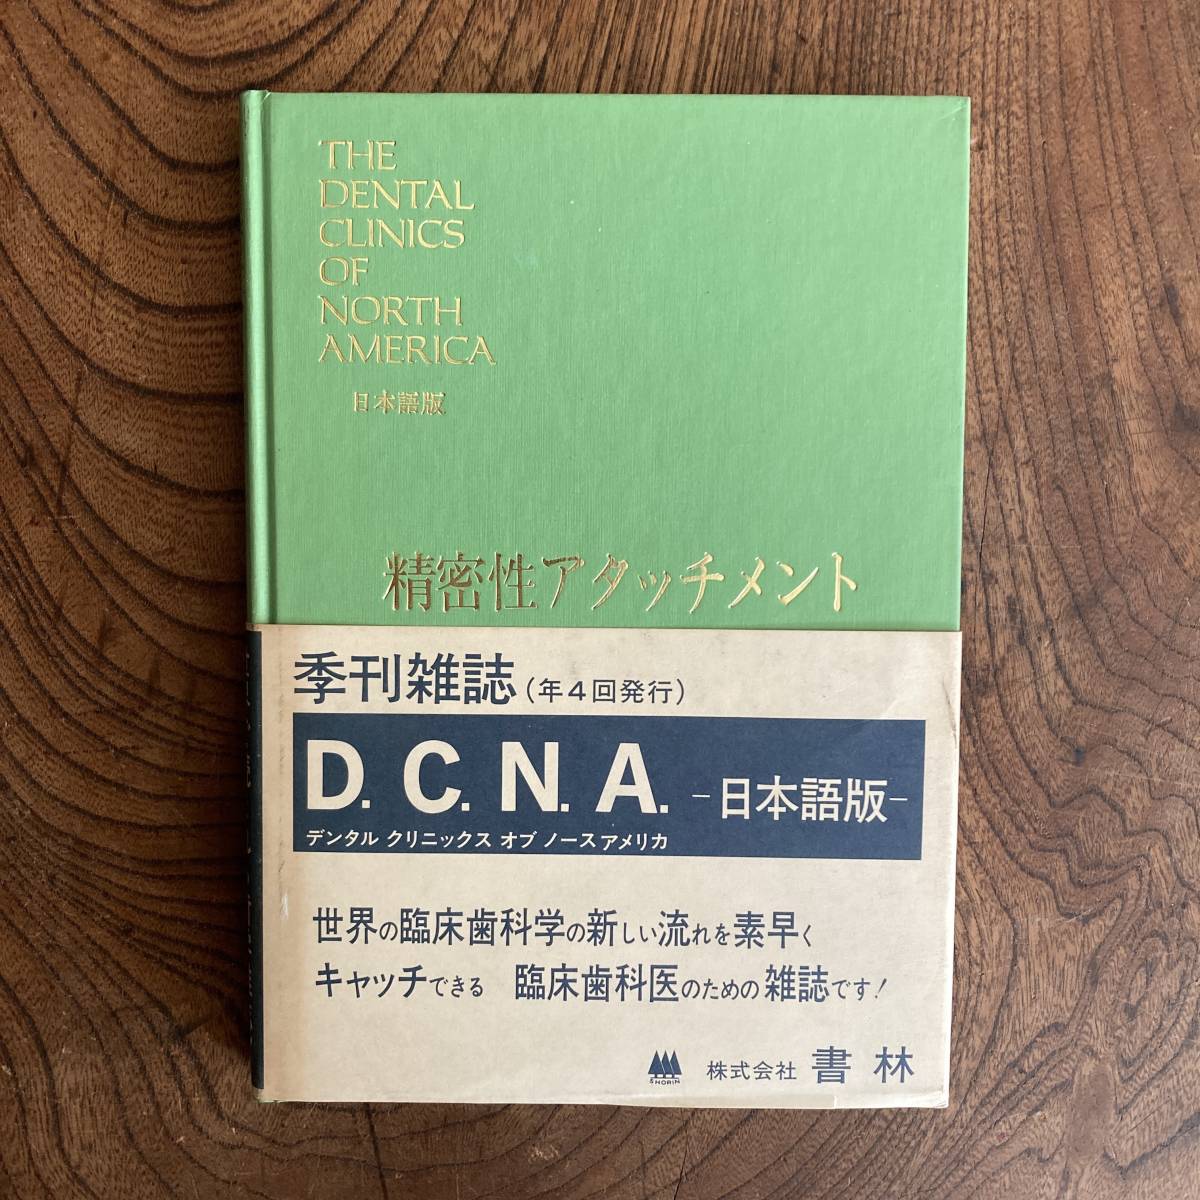 THE
DENTAL
CLINICS
OF
NORTH
AMERICA
日本語版
精密性アタッチメント
季刊雑誌(年4回発行)
D.C.N.A. -日本語版-
デンタル クリニックス オブ ノースアメリカ
世界の臨床歯科学の新しい流れを素早く
キャッチできる 臨床歯科医のための雑誌です!
SHORIN 株式会社 書林